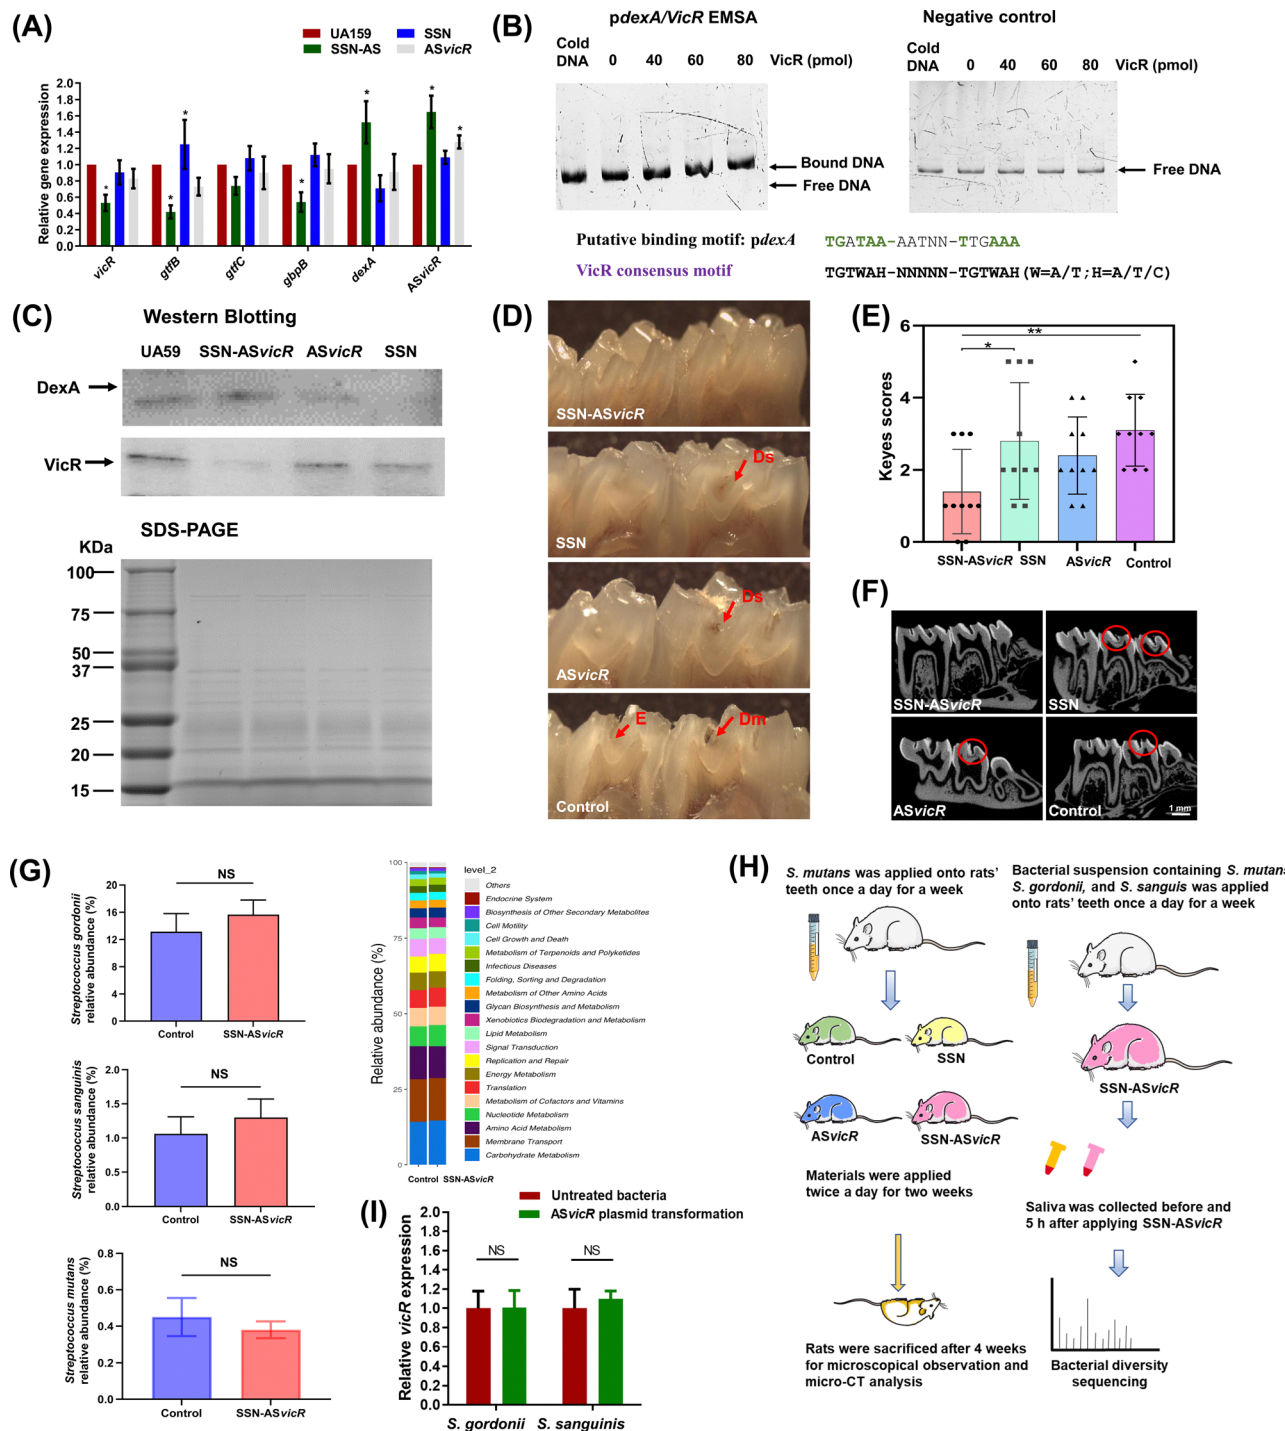 (A)
UA159
SSN
SSN-AS
ASvicR
Relative gene expression
2.0
1.8
1.6
1.4
1.2
1.0
0.8
0.6
0.4
0.2
0.0
* * * * * * *
vicR
gtfB
gtfC
gbpB
dexA
ASvicR
(B)
pdexA/VicR EMSA
Negative control
Cold
DNA
0 40 60 80 VicR (pmol)
Cold
DNA
0 40 60 80 VicR (pmol)
Bound DNA
Free DNA
Free DNA
Putative binding motif: pdexA
TGATAA-AATNN-TTGAAA
VicR consensus motif
TGTWAH-NNNNN-TGTWAH(W=A/T;H=A/T/C)
(C)
Western Blotting
UA59 SSN-ASvicR ASvicR SSN
DexA
VicR
SDS-PAGE
KDa
100
75
50
37
25
20
15
(D)
SSN-ASvicR
Ds
SSN
Ds
ASvicR
E
Dm
Control
(E)
Keyes scores
6
4
2
0
**
*
SSN-ASvicR SSN ASvicR Control
(F)
SSN-ASvicR
SSN
ASvicR
Control
1 mm
(G)
Streptococcus gordonii
relative abundance (%)
20
16
12
8
4
0
NS
Control SSN-ASvicR
Streptococcus sanguinis
relative abundance (%)
2.0
1.5
1.0
0.5
0.0
NS
Control SSN-ASvicR
Streptococcus mutans
relative abundance (%)
0.8
0.6
0.4
0.2
0.0
NS
Control SSN-ASvicR
Relative abundance (%)
100
75
50
25
0
Control SSN-ASvicR
level_2
Others
Endocrine System
Biosynthesis of Other Secondary Metabolites
Cell Motility
Cell Growth and Death
Metabolism of Terpenoids and Polyketides
Infectious Diseases
Folding, Sorting and Degradation
Metabolism of Other Amino Acids
Glycan Biosynthesis and Metabolism
Xenobiotics Biodegradation and Metabolism
Lipid Metabolism
Signal Transduction
Replication and Repair
Energy Metabolism
Translation
Metabolism of Cofactors and Vitamins
Nucleotide Metabolism
Amino Acid Metabolism
Membrane Transport
Carbohydrate Metabolism
(H)
S. mutans was applied onto rats'
teeth once a day for a week
Control
SSN
ASvicR
SSN-ASvicR
Materials were applied
twice a day for two weeks
Rats were sacrificed after 4 weeks
for microscopical observation and
micro-CT analysis
Bacterial suspension containing S. mutans
S. gordonii, and S. sanguis was applied
onto rats' teeth once a day for a week
SSN-ASvicR
Saliva was collected before and
5 h after applying SSN-ASvicR
Bacterial diversity
sequencing
(I)
Untreated bacteria
ASvicR plasmid transformation
Relative vicR expression
2.0
1.8
1.6
1.4
1.2
1.0
0.8
0.6
0.4
0.2
0.0
NS
NS
S. gordonii S. sanguinis